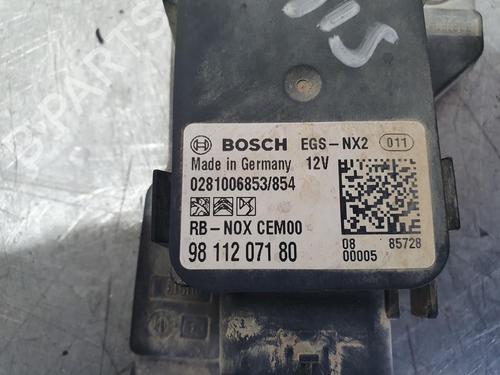 BOSCH EGS-NX2 011
Made in Germany 12V
0281006853/854
RB-NOX CEM00
98 112 071 80
08 85728
00005